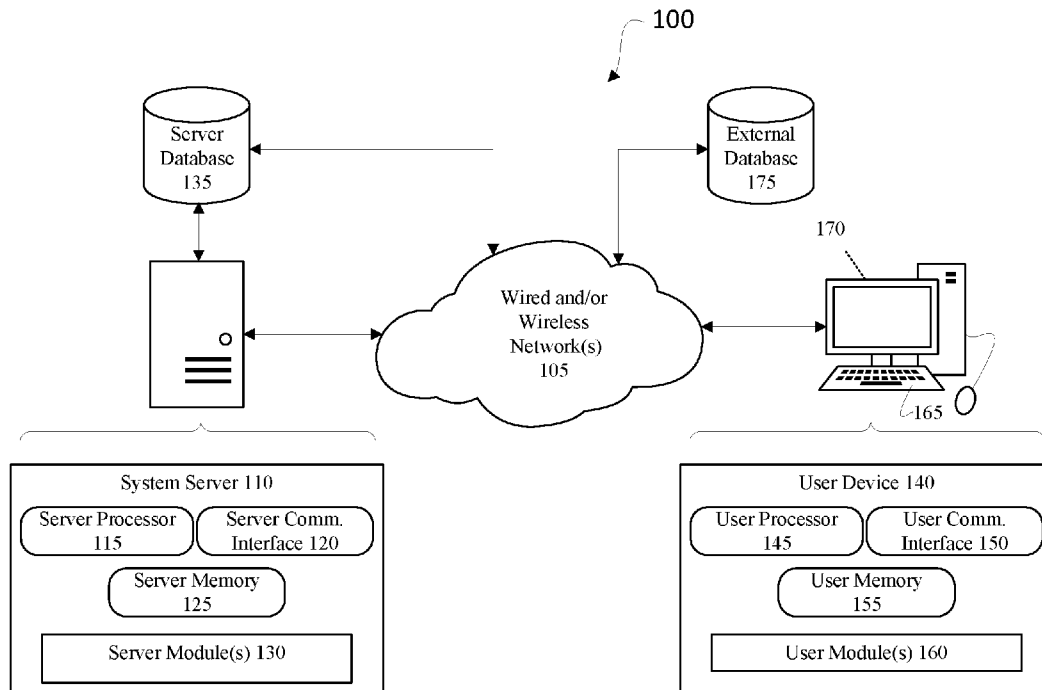 100
Server
Database
135
External
Database
175
170
Wired and/or
Wireless
Network(s)
105
165
System Server 110
Server Processor
115
Server Comm.
Interface 120
Server Memory
125
Server Module(s) 130
User Device 140
User Processor
145
User Comm.
Interface 150
User Memory
155
User Module(s) 160